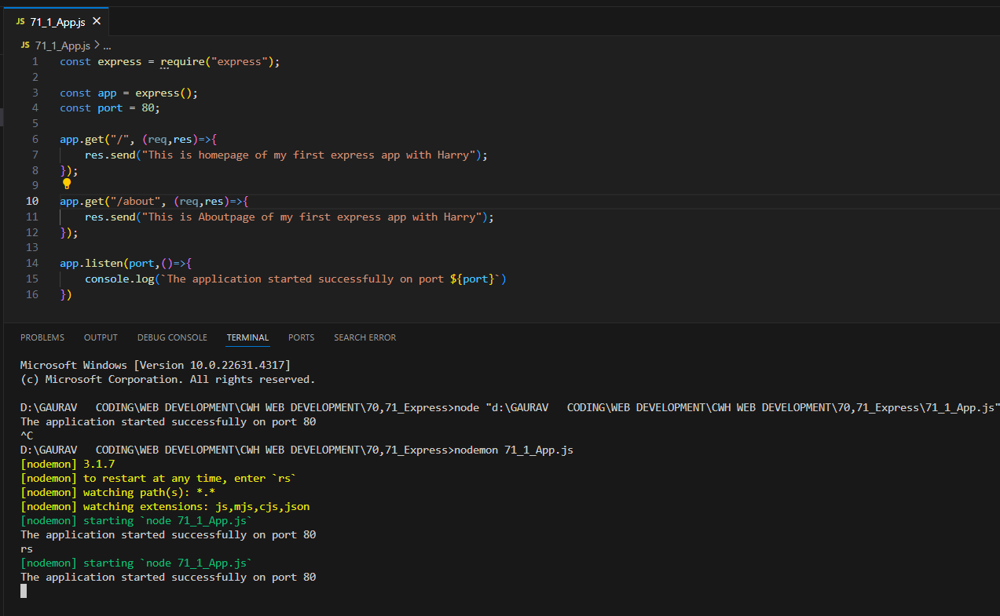 JS 71_1_App.js ×
JS 71_1_App.js > ...
1 const express = require("express");
2
3 const app = express();
4 const port = 80;
5
6 app.get("/", (req,res)=>{
7 res.send("This is homepage of my first express app with Harry");
8 });
9
10 app.get("/about", (req,res)=>{
11 res.send("This is Aboutpage of my first express app with Harry");
12 });
13
14 app.listen(port,()=>{
15 console.log(`The application started successfully on port ${port}`)
16 })
PROBLEMS OUTPUT DEBUG CONSOLE TERMINAL PORTS SEARCH ERROR
Microsoft Windows [Version 10.0.22631.4317]
(c) Microsoft Corporation. All rights reserved.
D:\GAURAV   CODING\WEB DEVELOPMENT\CWH WEB DEVELOPMENT\70,71_Express>node "d:\GAURAV   CODING\WEB DEVELOPMENT\CWH WEB DEVELOPMENT\70,71_Express\71_1_App.js"
The application started successfully on port 80
^C
D:\GAURAV   CODING\WEB DEVELOPMENT\CWH WEB DEVELOPMENT\70,71_Express>nodemon 71_1_App.js
[nodemon] 3.1.7
[nodemon] to restart at any time, enter `rs`
[nodemon] watching path(s): *.*
[nodemon] watching extensions: js,mjs,cjs,json
[nodemon] starting `node 71_1_App.js`
The application started successfully on port 80
rs
[nodemon] starting `node 71_1_App.js`
The application started successfully on port 80